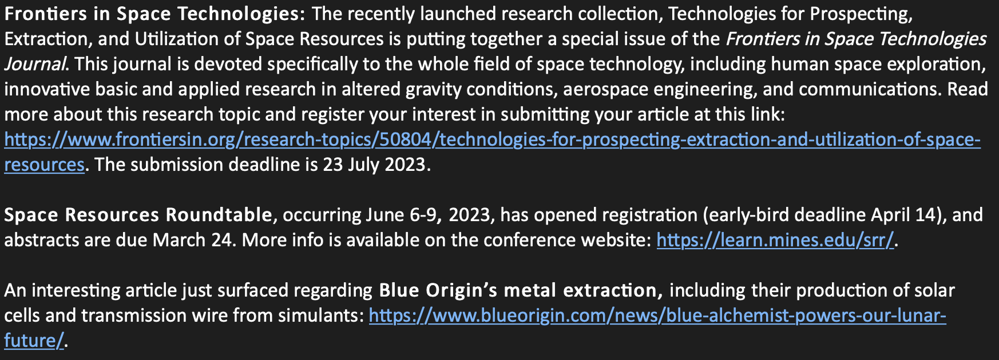 Frontiers in Space Technologies: The recently launched research collection, Technologies for Prospecting,
Extraction, and Utilization of Space Resources is putting together a special issue of the Frontiers in Space Technologies
Journal. This journal is devoted specifically to the whole field of space technology, including human space exploration,
innovative basic and applied research in altered gravity conditions, aerospace engineering, and communications. Read
more about this research topic and register your interest in submitting your article at this link:
https://www.frontiersin.org/research-topics/50804/technologies-for-prospecting-extraction-and-utilization-of-space-
resources. The submission deadline is 23 July 2023.
Space Resources Roundtable, occurring June 6-9, 2023, has opened registration (early-bird deadline April 14), and
abstracts are due March 24. More info is available on the conference website: https://learn.mines.edu/srr/.
An interesting article just surfaced regarding Blue Origin’s metal extraction, including their production of solar
cells and transmission wire from simulants: https://www.blueorigin.com/news/blue-alchemist-powers-our-lunar-
future/.